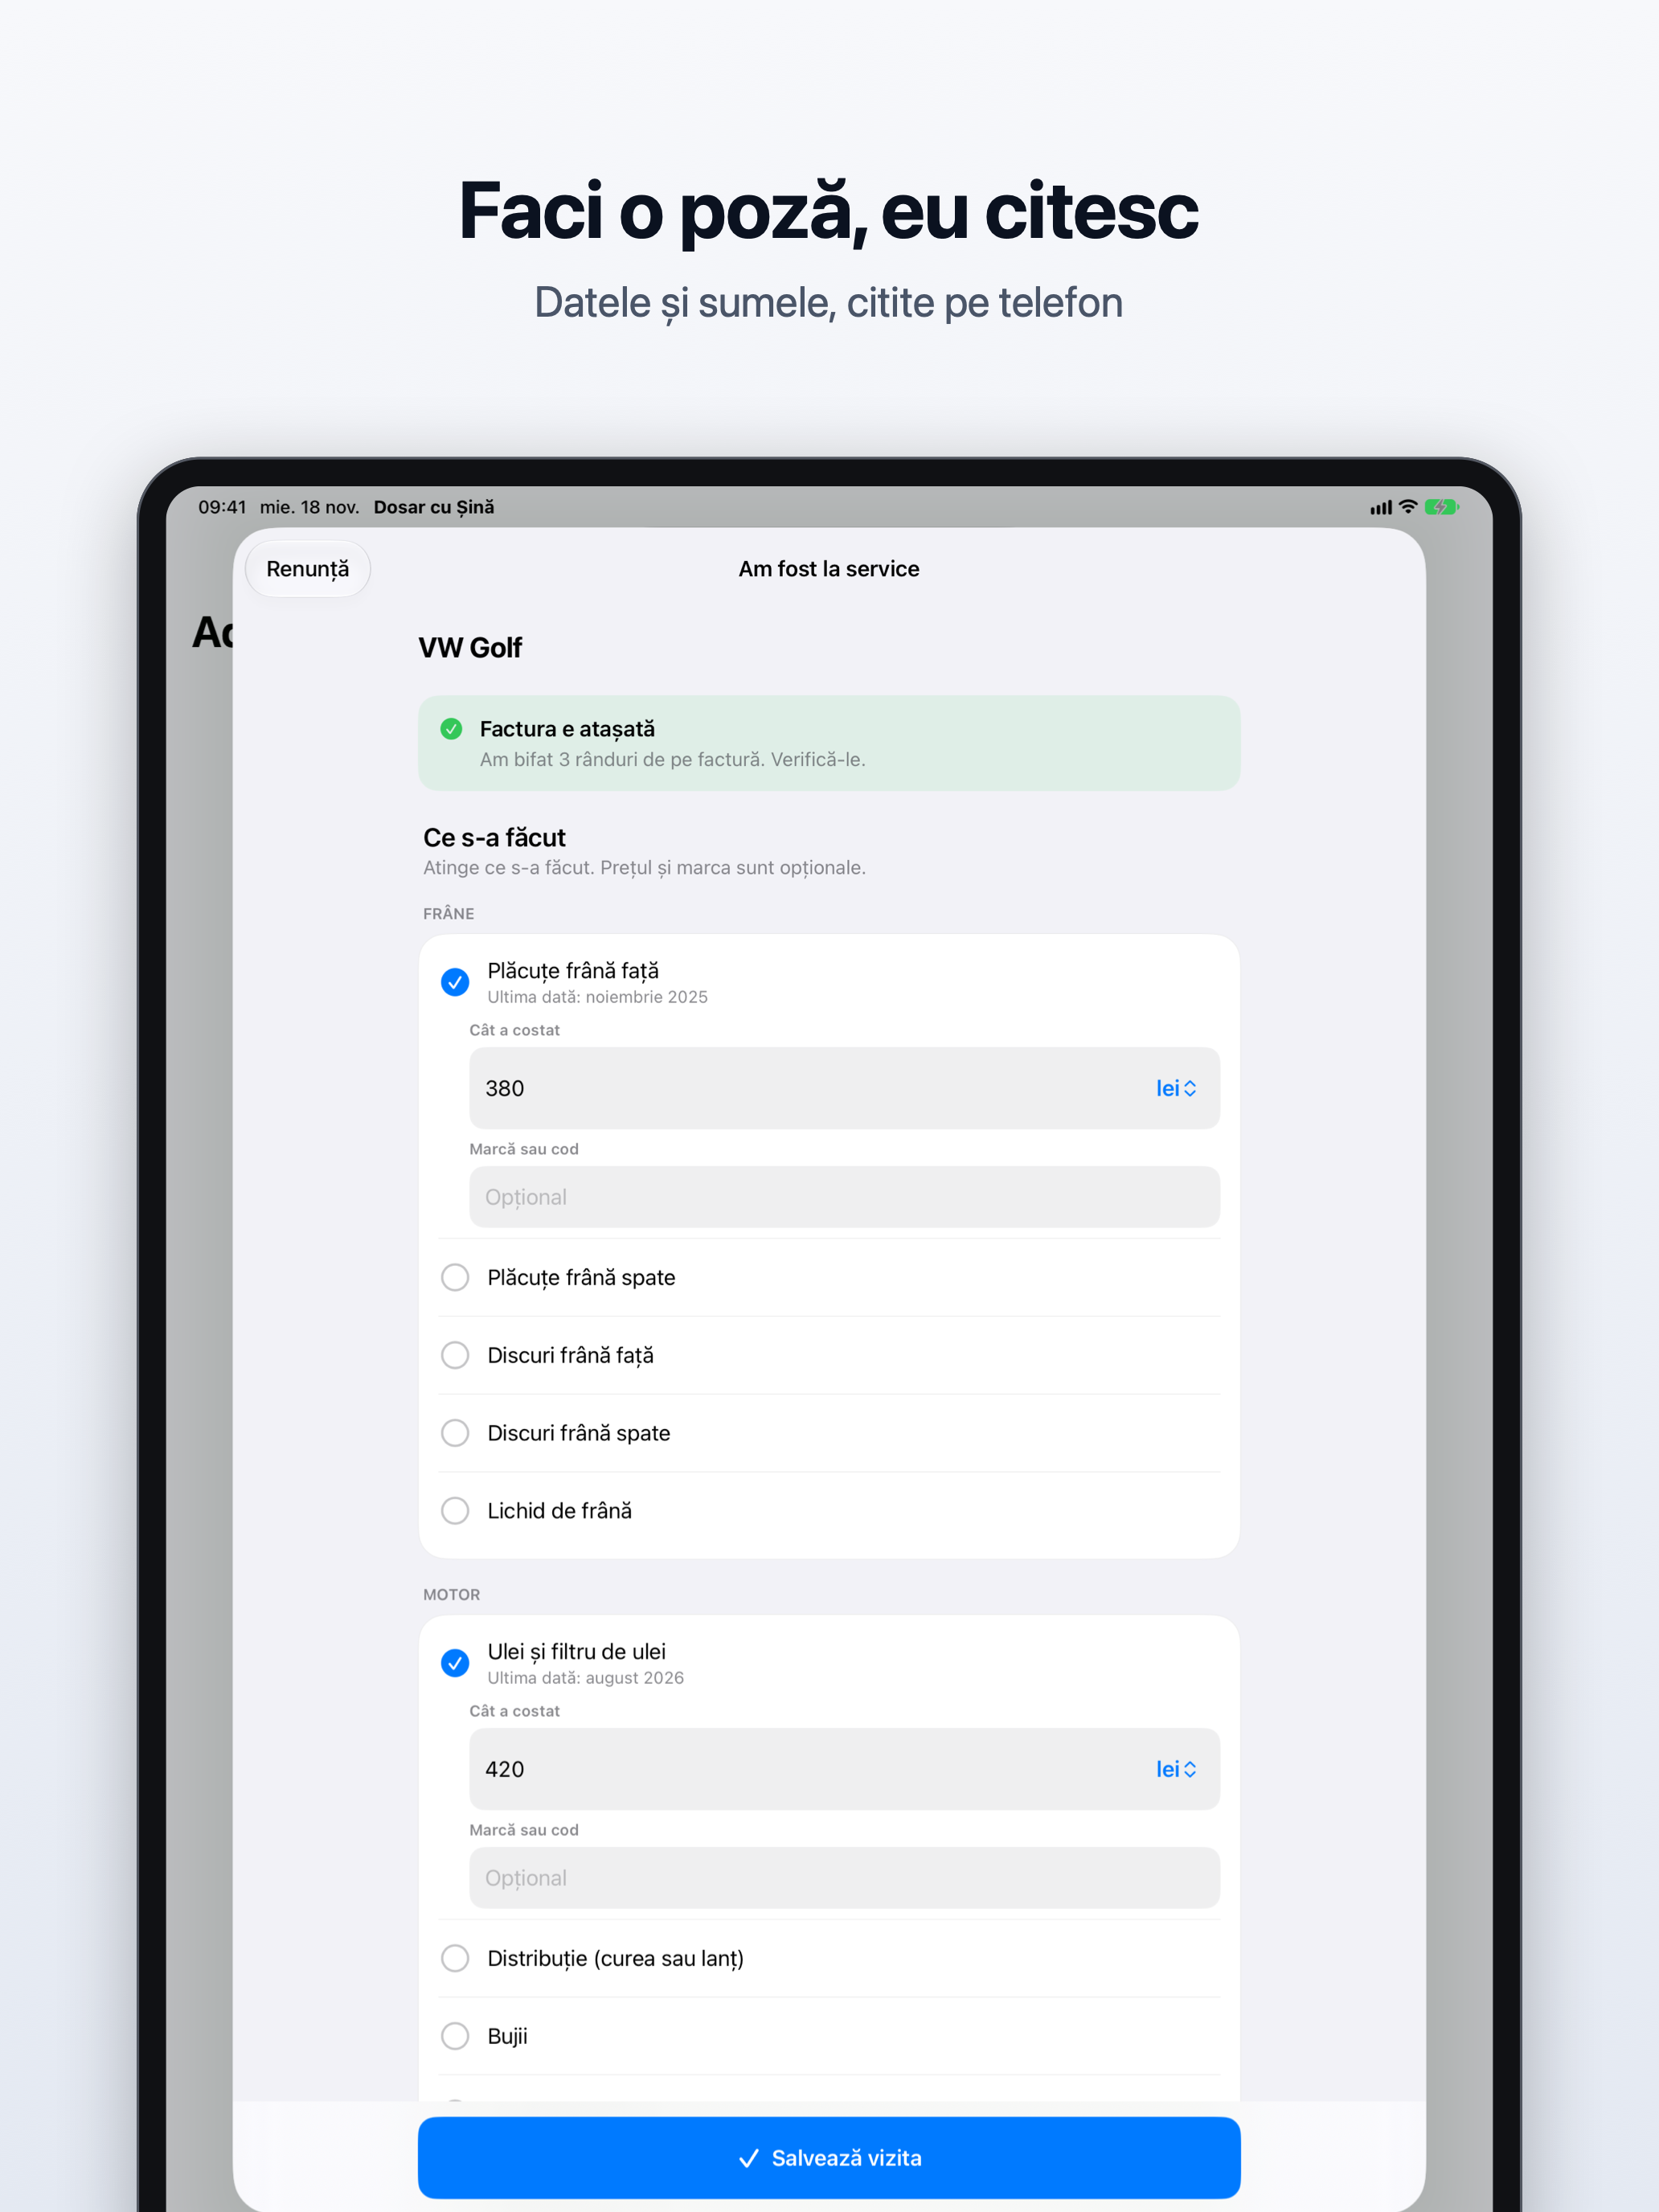 Faci o poză, eu citesc
Datele și sumele, citite pe telefon
09:41 mie. 18 nov. Dosar cu Șină
Renunță
Am fost la service
VW Golf
Factura e atașată
Am bifat 3 rânduri de pe factură. Verifică-le.
Ce s-a făcut
Atinge ce s-a făcut. Prețul și marca sunt opționale.
FRÂNE
Plăcuțe frână față
Ultima dată: noiembrie 2025
Cât a costat
380 lei
Marcă sau cod
Opțional
Plăcuțe frână spate
Discuri frână față
Discuri frână spate
Lichid de frână
MOTOR
Ulei și filtru de ulei
Ultima dată: august 2026
Cât a costat
420 lei
Marcă sau cod
Opțional
Distribuție (curea sau lanț)
Bujii
Salvează vizita